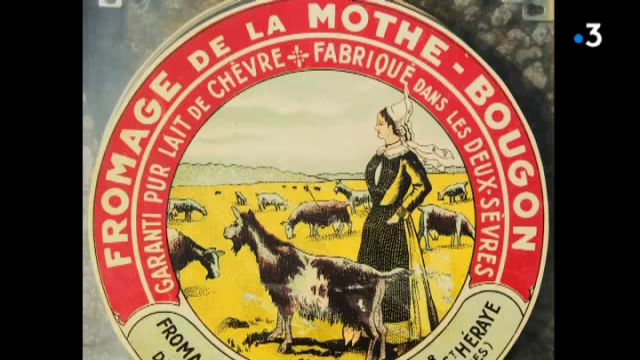 FROMAGE DE LA MOTHE-BOUGON
GARANTI PUR LAIT DE CHÈVRE FABRIQUÉ DANS LES DEUX-SÈVRES
3